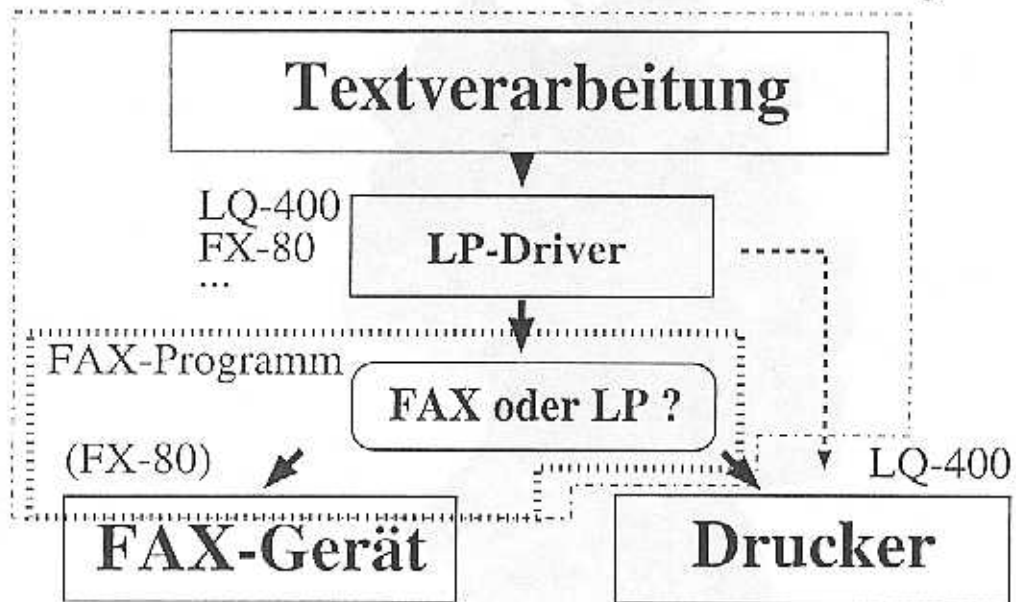 Textverarbeitung
LQ-400
FX-80
...
LP-Driver
FAX-Programm
FAX oder LP ?
(FX-80)
LQ-400
FAX-Gerät
Drucker